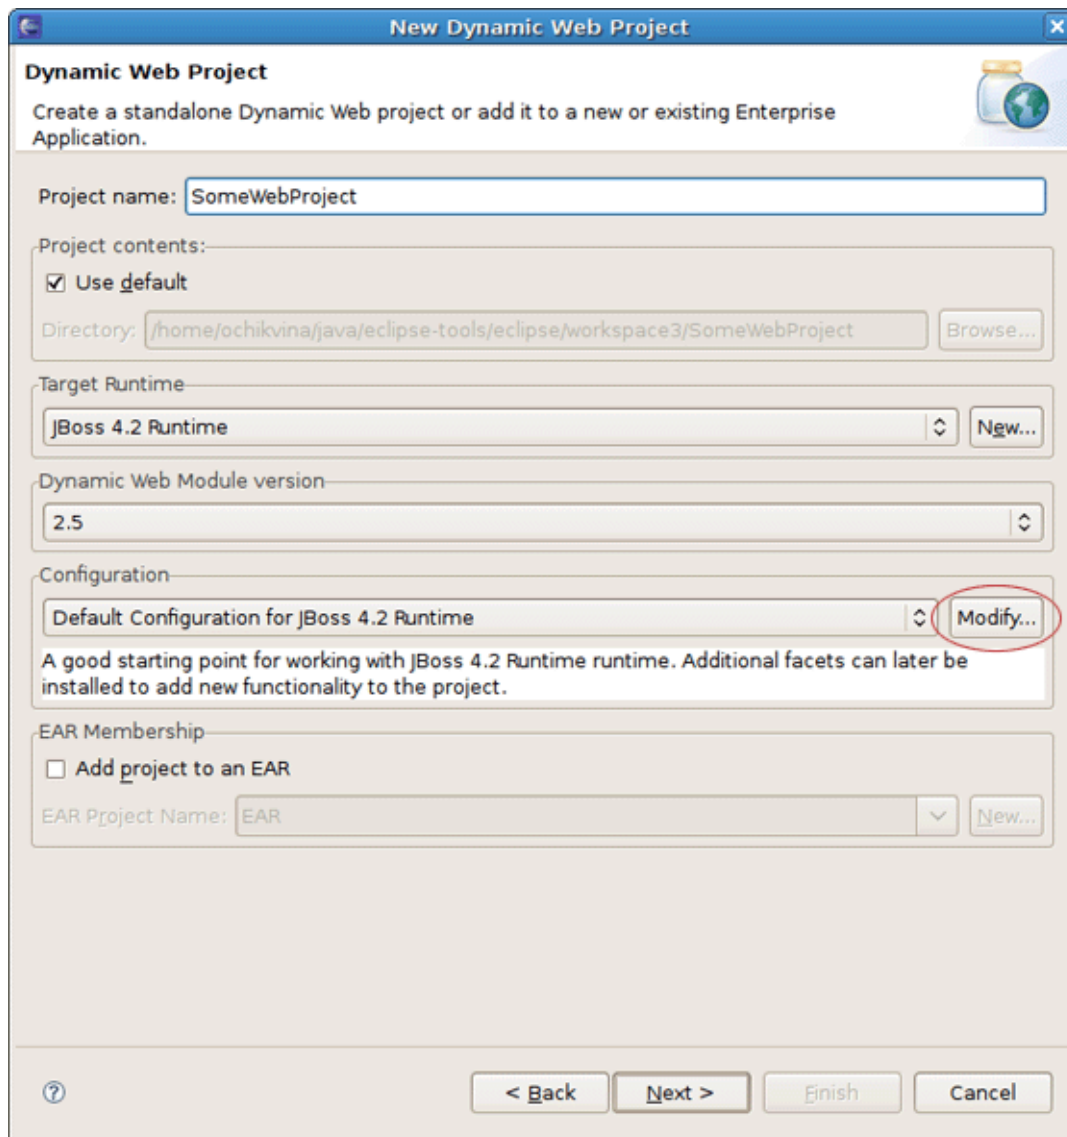 New Dynamic Web Project
Dynamic Web Project
Create a standalone Dynamic Web project or add it to a new or existing Enterprise
Application.
Project name: SomeWebProject
Project contents:
Use default
Directory: /home/ochikvina/java/eclipse-tools/eclipse/workspace3/SomeWebProject Browse...
Target Runtime
JBoss 4.2 Runtime New...
Dynamic Web Module version
2.5
Configuration
Default Configuration for JBoss 4.2 Runtime Modify...
A good starting point for working with JBoss 4.2 Runtime runtime. Additional facets can later be
installed to add new functionality to the project.
EAR Membership
Add project to an EAR
EAR Project Name: EAR New...
? < Back Next > Finish Cancel